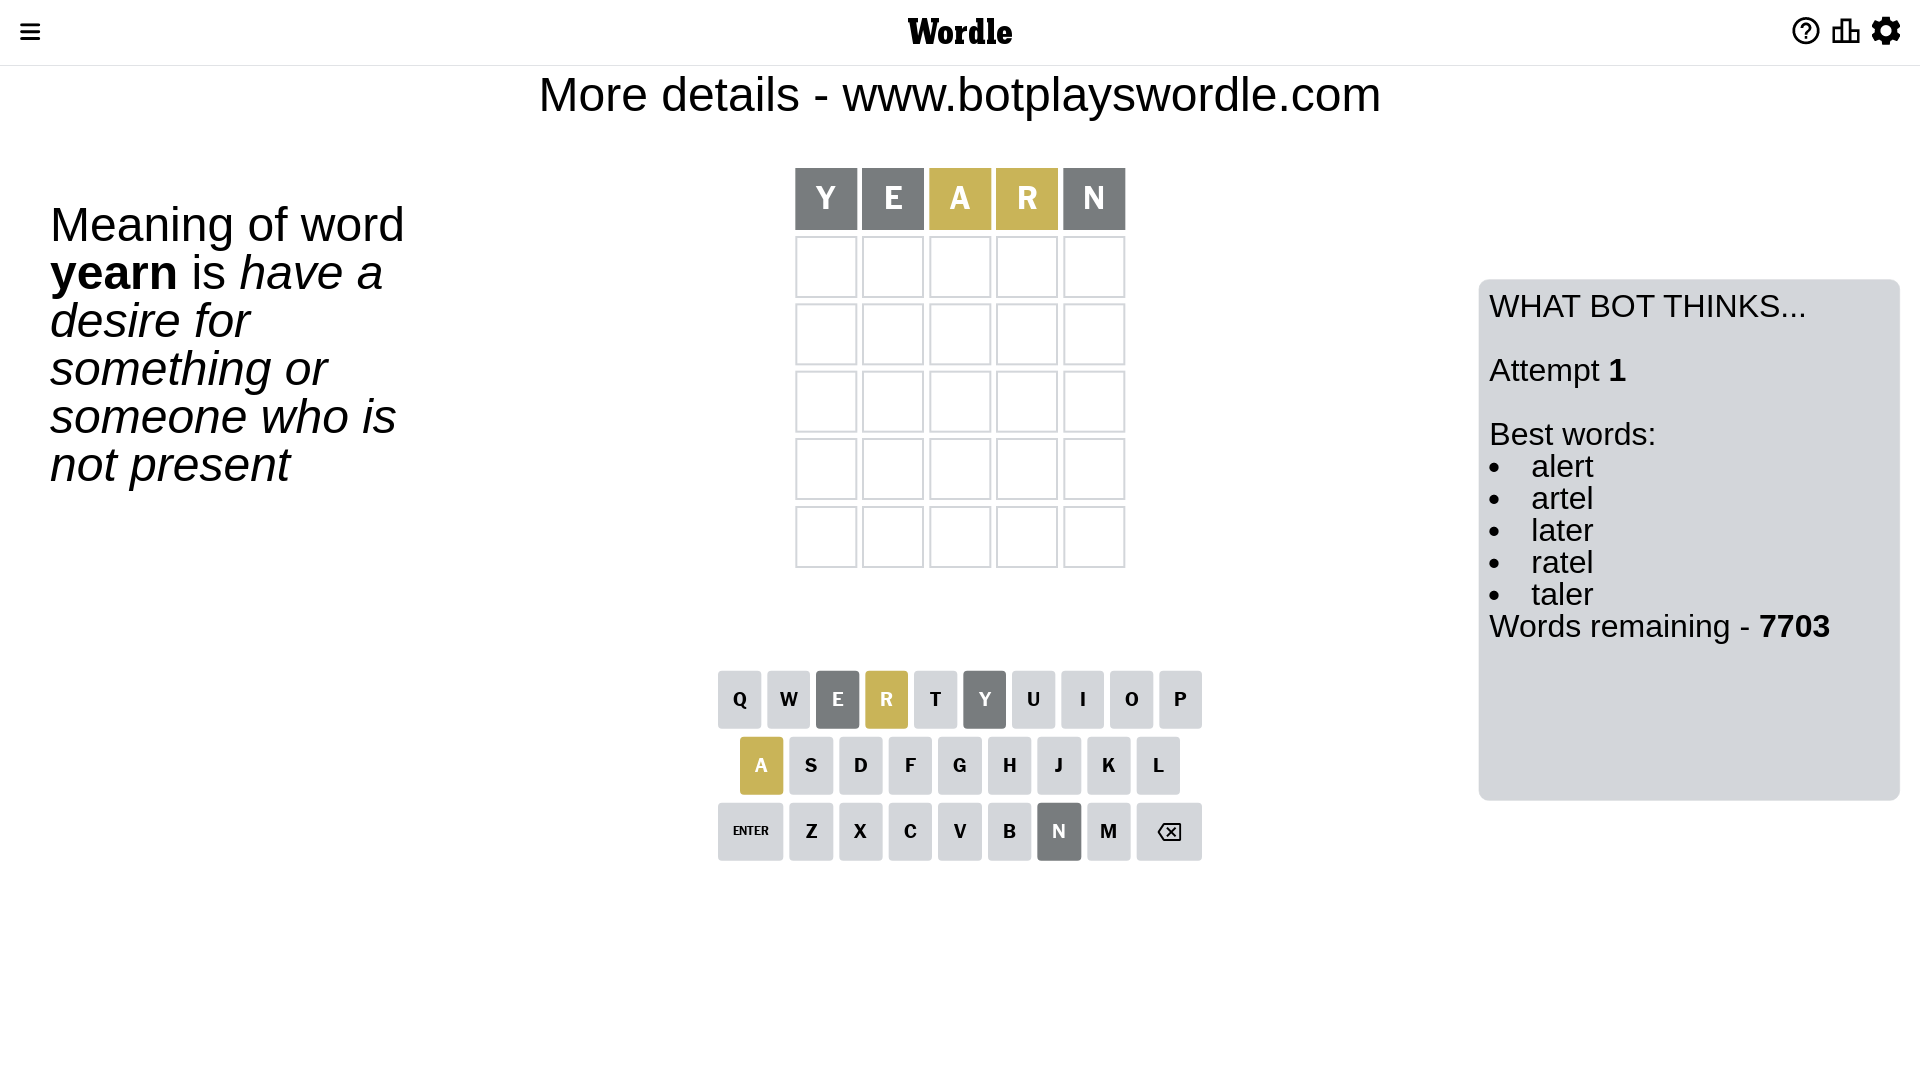 Wordle
More details - www.botplayswordle.com
Meaning of word
yearn is have a
desire for
something or
someone who is
not present
Y E A R N
WHAT BOT THINKS...
Attempt 1
Best words:
• alert
• artel
• later
• ratel
• taler
Words remaining - 7703
Q W E R T Y U I O P
A S D F G H J K L
ENTER Z X C V B N M